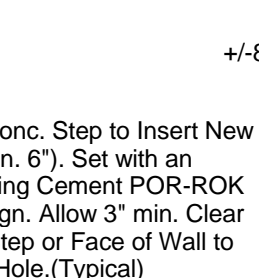 +/-8
onc. Step to Insert New
n. 6"). Set with an
ing Cement POR-ROK
gn. Allow 3" min. Clear
tep or Face of Wall to
Hole.(Typical)